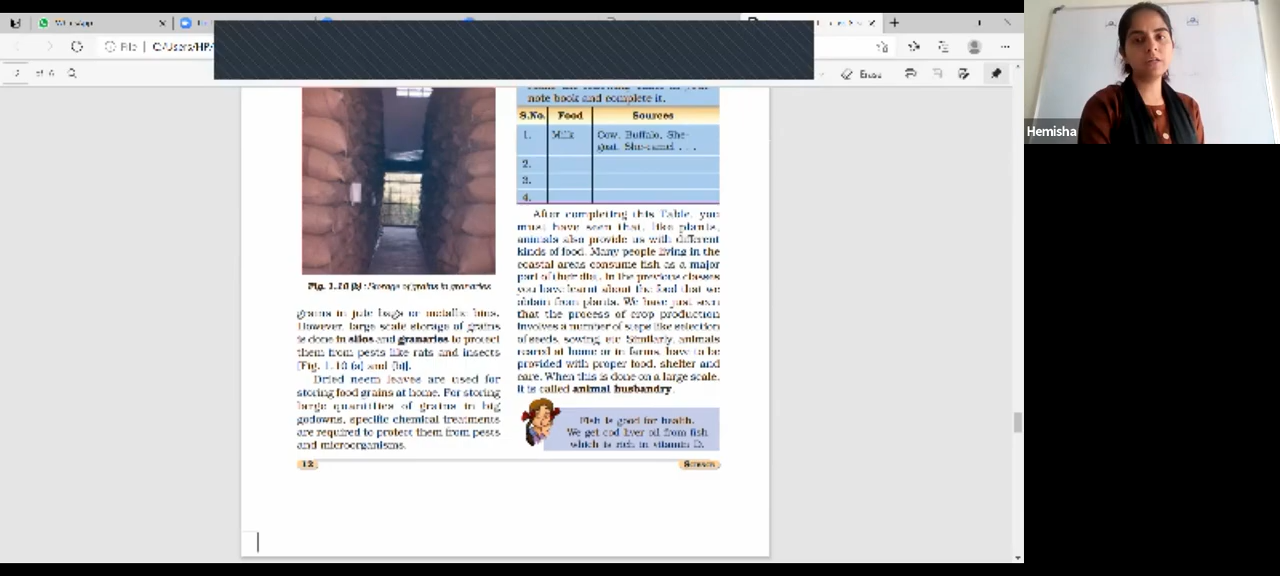 WhatsApp
File
C:/Users/HP/
of 6
Erase
note book and complete it.
S.No. Food Sources
1. Milk Cow, Buffalo, She-
goat, She-camel . . .
2.
3.
4.
Fig. 1.10 (b) : Storage of grains in granaries
grains in jute bags or metallic bins.
However, large scale storage of grains
is done in silos and granaries to protect
them from pests like rats and insects
[Fig. 1.10 (a) and (b)].
Dried neem leaves are used for
storing food grains at home. For storing
large quantities of grains in big
godowns, specific chemical treatments
are required to protect them from pests
and microorganisms.
After completing this Table, you
must have seen that, like plants,
animals also provide us with different
kinds of food. Many people living in the
coastal areas consume fish as a major
part of their diet. In the previous classes
you have learnt about the food that we
obtain from plants. We have just seen
that the process of crop production
involves a number of steps like selection
of seeds, sowing, etc. Similarly, animals
reared at home or in farms, have to be
provided with proper food, shelter and
care. When this is done on a large scale,
it is called animal husbandry.
Fish is good for health.
We get cod liver oil from fish
which is rich in vitamin D.
12
Science
Hemisha